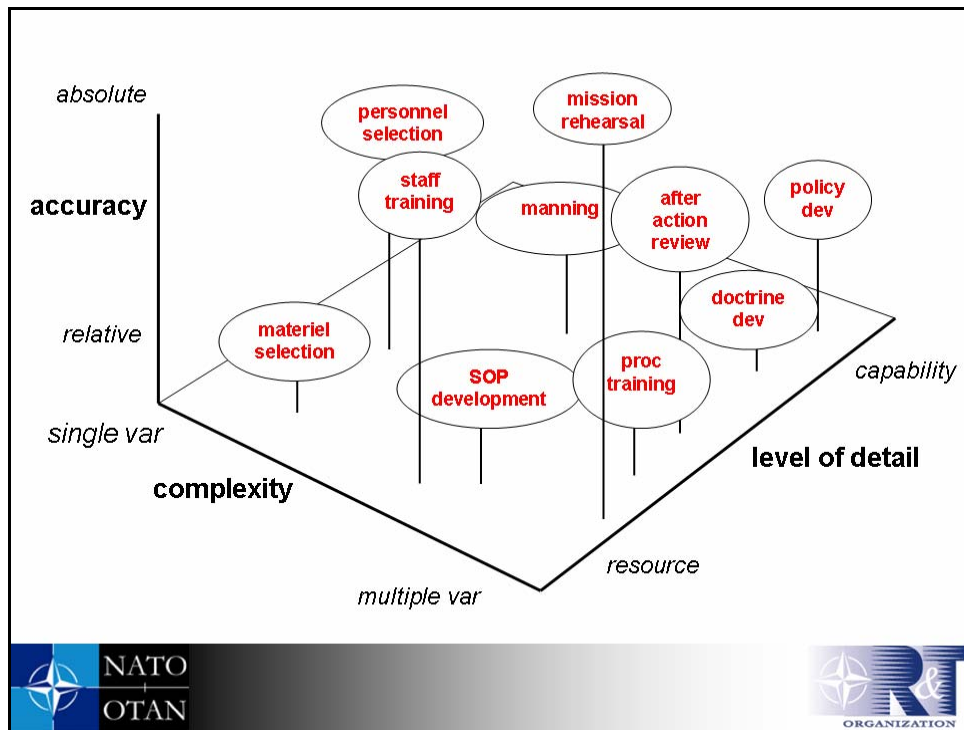 absolute
accuracy
relative
single var
complexity
multiple var
resource
level of detail
capability
personnel
selection
mission
rehearsal
staff
training
manning
after
action
review
policy
dev
doctrine
dev
materiel
selection
SOP
development
proc
training
NATO
OTAN
R&T
ORGANIZATION